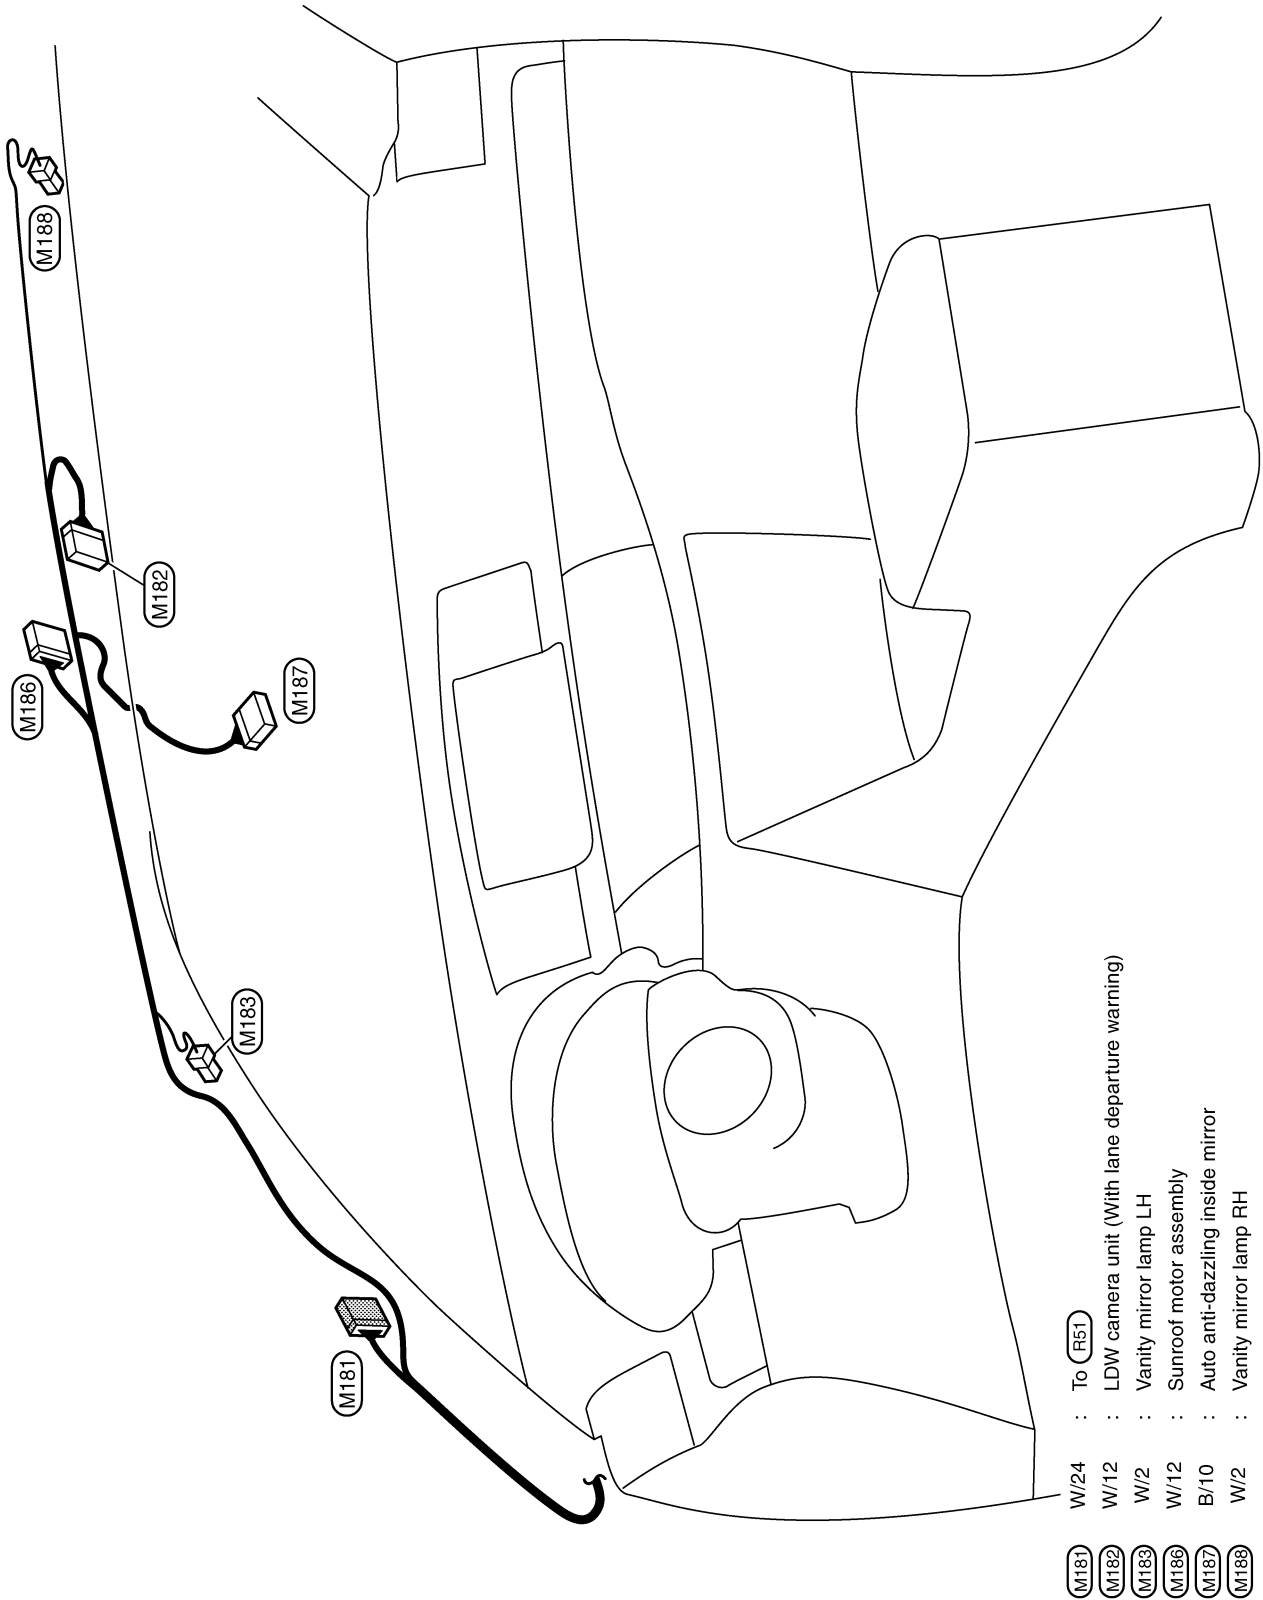 M188
M182
M186
M187
M183
M181
M181 W/24 : To R51
M182 W/12 : LDW camera unit (With lane departure warning)
M183 W/2 : Vanity mirror lamp LH
M186 W/12 : Sunroof motor assembly
M187 B/10 : Auto anti-dazzling inside mirror
M188 W/2 : Vanity mirror lamp RH